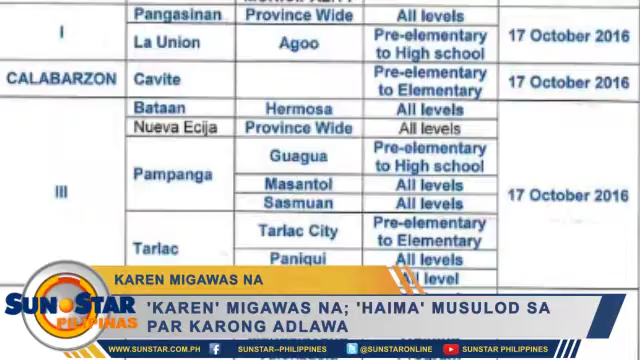 Pangasinan Province Wide All levels
I 17 October 2016
La Union Agoo Pre-elementary
to High school
CALABARZON Cavite Pre-elementary
to Elementary 17 October 2016
Bataan Hermosa All levels
Nueva Ecija Province Wide All levels
Guagua Pre-elementary
to High school
Pampanga
Masantol All levels
III 17 October 2016
Sasmuan All levels
Tarlac City Pre-elementary
to Elementary
Tarlac
Paniqui All levels
All level
KAREN MIGAWAS NA
SUN STAR
PILIPINAS
'KAREN' MIGAWAS NA; 'HAIMA' MUSULOD SA
PAR KARONG ADLAWA
WWW.SUNSTAR.COM.PH SUNSTAR-PHILIPPINES @SUNSTARONLINE SUNSTAR PHILIPPINES